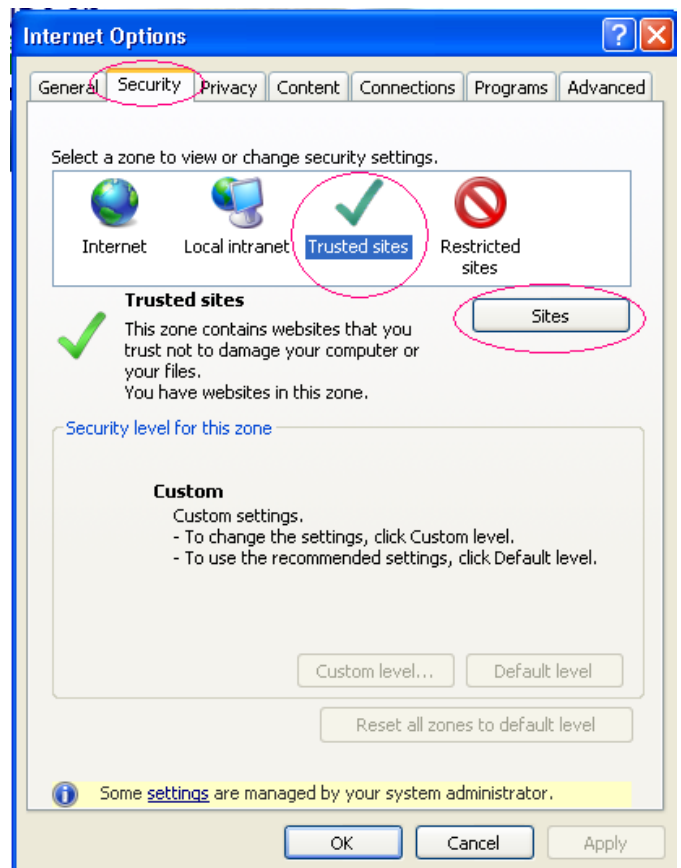 Internet Options
General Security Privacy Content Connections Programs Advanced
Select a zone to view or change security settings.
Internet Local intranet Trusted sites Restricted sites
Trusted sites
Sites
This zone contains websites that you
trust not to damage your computer or
your files.
You have websites in this zone.
Security level for this zone
Custom
Custom settings.
- To change the settings, click Custom level.
- To use the recommended settings, click Default level.
Custom level... Default level
Reset all zones to default level
Some settings are managed by your system administrator.
OK Cancel Apply